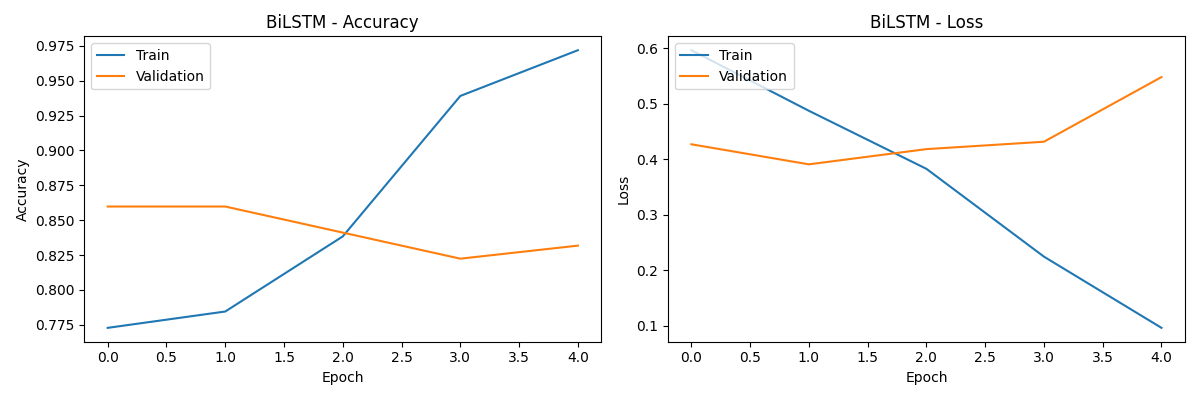 BiLSTM - Accuracy
Train
Validation
0.975
0.950
0.925
0.900
0.875
0.850
0.825
0.800
0.775
Accuracy
0.0 0.5 1.0 1.5 2.0 2.5 3.0 3.5 4.0
Epoch
BiLSTM - Loss
Train
Validation
0.6
0.5
0.4
0.3
0.2
0.1
Loss
0.0 0.5 1.0 1.5 2.0 2.5 3.0 3.5 4.0
Epoch